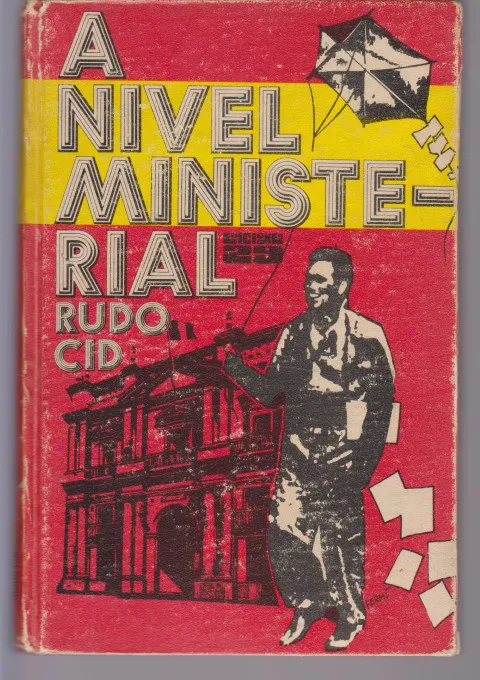 A
NIVEL
MINISTE-
RIAL
RUDO
CID